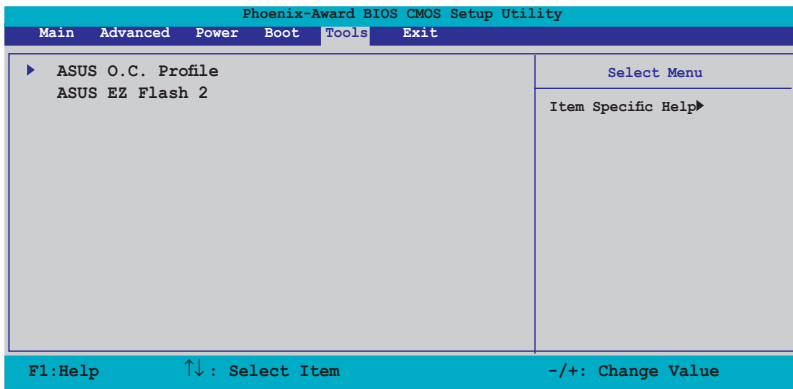 Phoenix-Award BIOS CMOS Setup Utility
Main Advanced Power Boot Tools Exit
ASUS O.C. Profile
ASUS EZ Flash 2
Select Menu
Item Specific Help
F1:Help ↑↓: Select Item -/+: Change Value